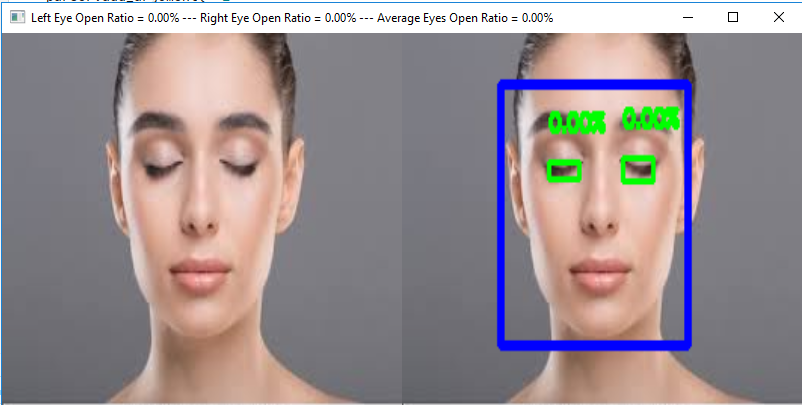 Left Eye Open Ratio = 0.00% --- Right Eye Open Ratio = 0.00% --- Average Eyes Open Ratio = 0.00%
0.00% 0.00%